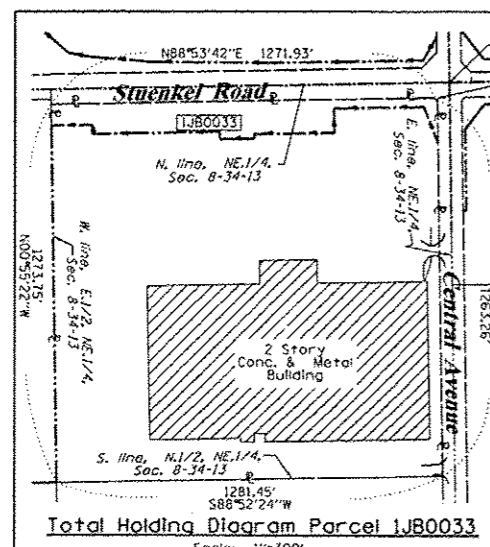 N88°53'42"E 1271.93'
Stuenkel Road
1JB0033
N. line, NE.1/4,
Sec. 8-34-13
E. line, NE.1/4,
Sec. 8-34-13
W. line, E.1/2, NE.1/4,
Sec. 8-34-13
1273.75'
N00°55'22"W
1263.26'
Central Avenue
2 Story
Conc. & Metal
Building
S. line, N.1/2, NE.1/4,
Sec. 8-34-13
1281.45'
S88°52'24"W
Total Holding Diagram Parcel 1JB0033